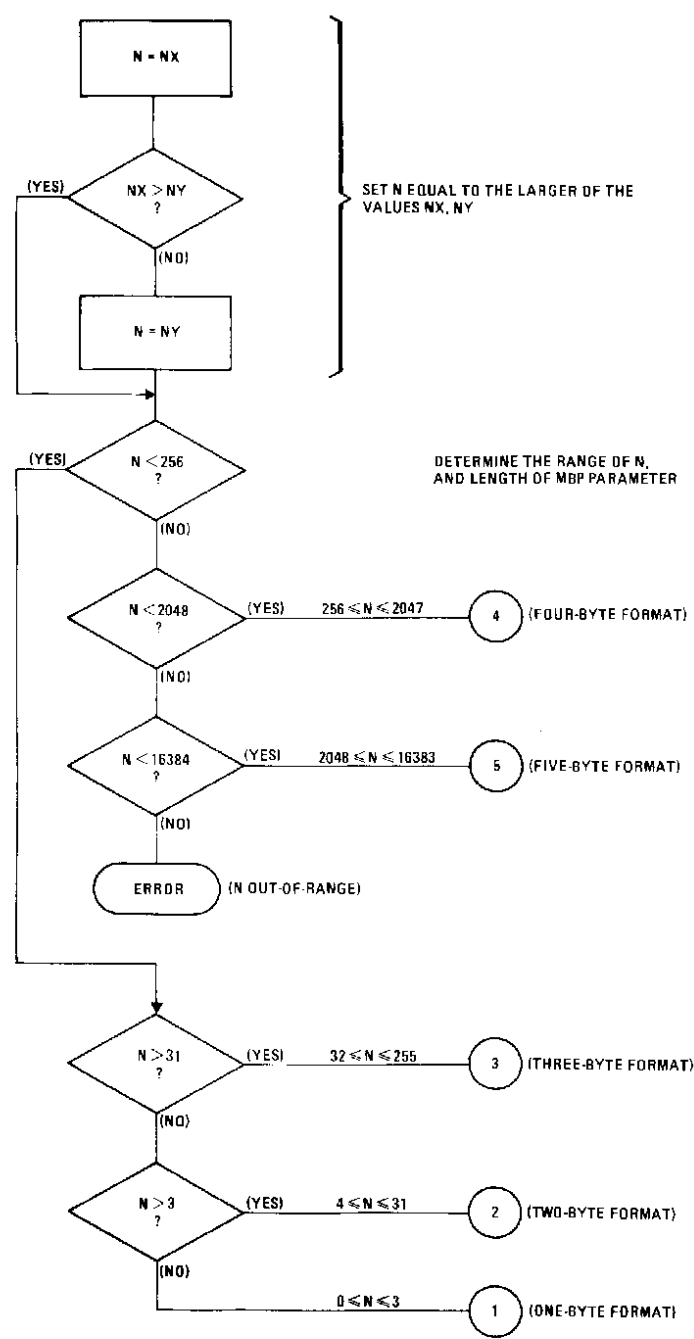 N = NX
(YES)
NX > NY
?
SET N EQUAL TO THE LARGER OF THE
VALUES NX, NY
(NO)
N = NY
(YES)
N < 256
?
DETERMINE THE RANGE OF N,
AND LENGTH OF MBP PARAMETER
(NO)
N < 2048
?
(YES)
256 ⩽ N ⩽ 2047
4
(FOUR-BYTE FORMAT)
(NO)
N < 16384
?
(YES)
2048 ⩽ N ⩽ 16383
5
(FIVE-BYTE FORMAT)
(NO)
ERROR
(N OUT-OF-RANGE)
N > 31
?
(YES)
32 ⩽ N ⩽ 255
3
(THREE-BYTE FORMAT)
(NO)
N > 3
?
(YES)
4 ⩽ N ⩽ 31
2
(TWO-BYTE FORMAT)
(NO)
0 ⩽ N ⩽ 3
1
(ONE-BYTE FORMAT)